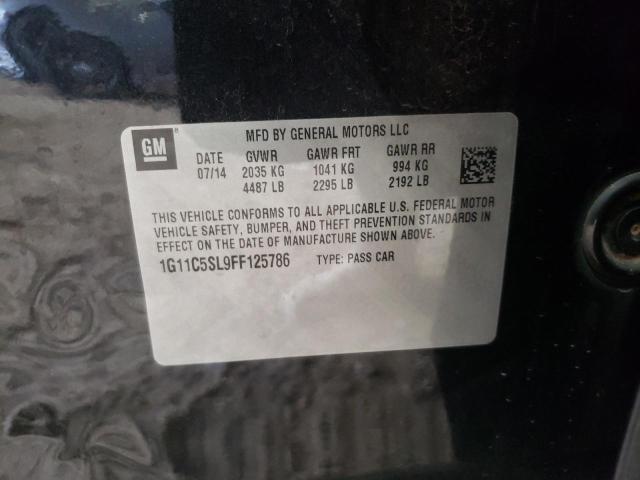 GM MFD BY GENERAL MOTORS LLC
DATE GVWR GAWR FRT GAWR RR
07/14 2035 KG 1041 KG 994 KG
4487 LB 2295 LB 2192 LB
THIS VEHICLE CONFORMS TO ALL APPLICABLE U.S. FEDERAL MOTOR
VEHICLE SAFETY, BUMPER, AND THEFT PREVENTION STANDARDS IN
EFFECT ON THE DATE OF MANUFACTURE SHOWN ABOVE.
1G11C5SL9FF125786 TYPE: PASS CAR